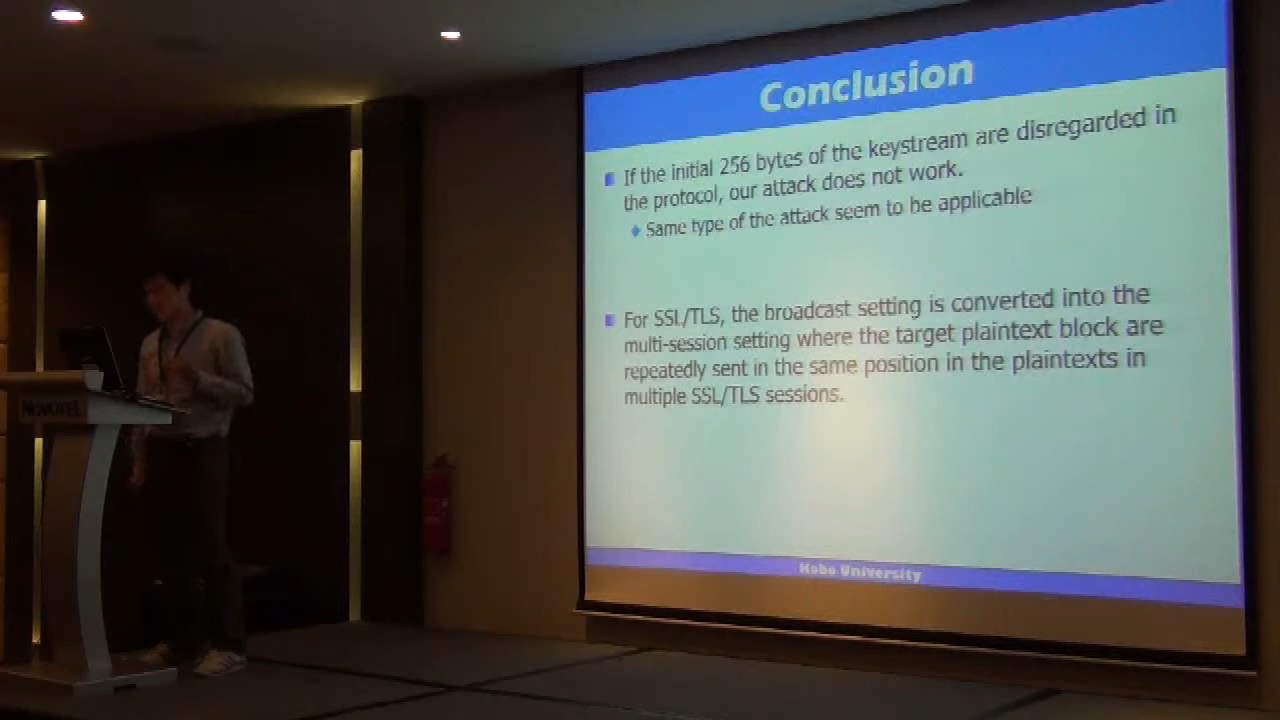 Conclusion
If the initial 256 bytes of the keystream are disregarded in
the protocol, our attack does not work.
Same type of the attack seem to be applicable
For SSL/TLS, the broadcast setting is converted into the
multi-session setting where the target plaintext block are
repeatedly sent in the same position in the plaintexts in
multiple SSL/TLS sessions.
Kobe University
NOVOTEL